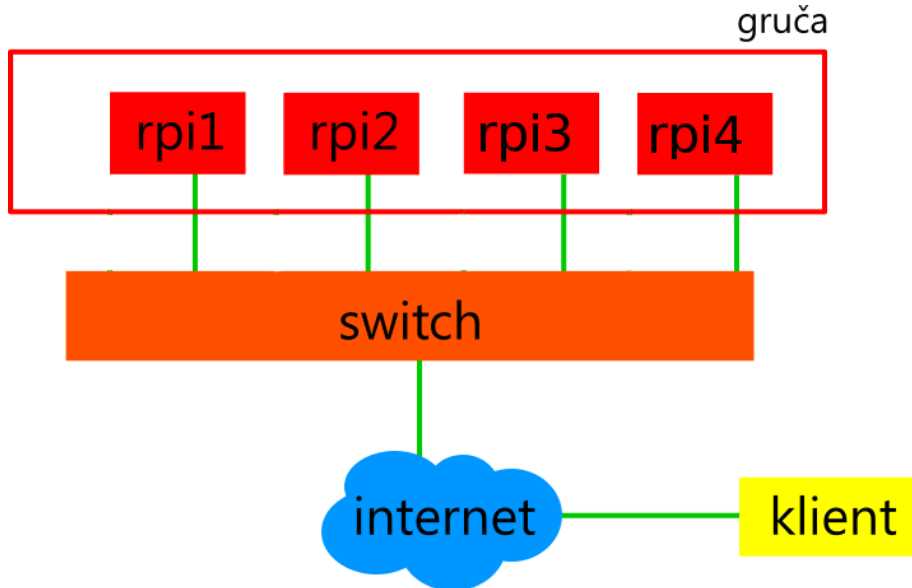 gruča
rpi1
rpi2
rpi3
rpi4
switch
internet
klient